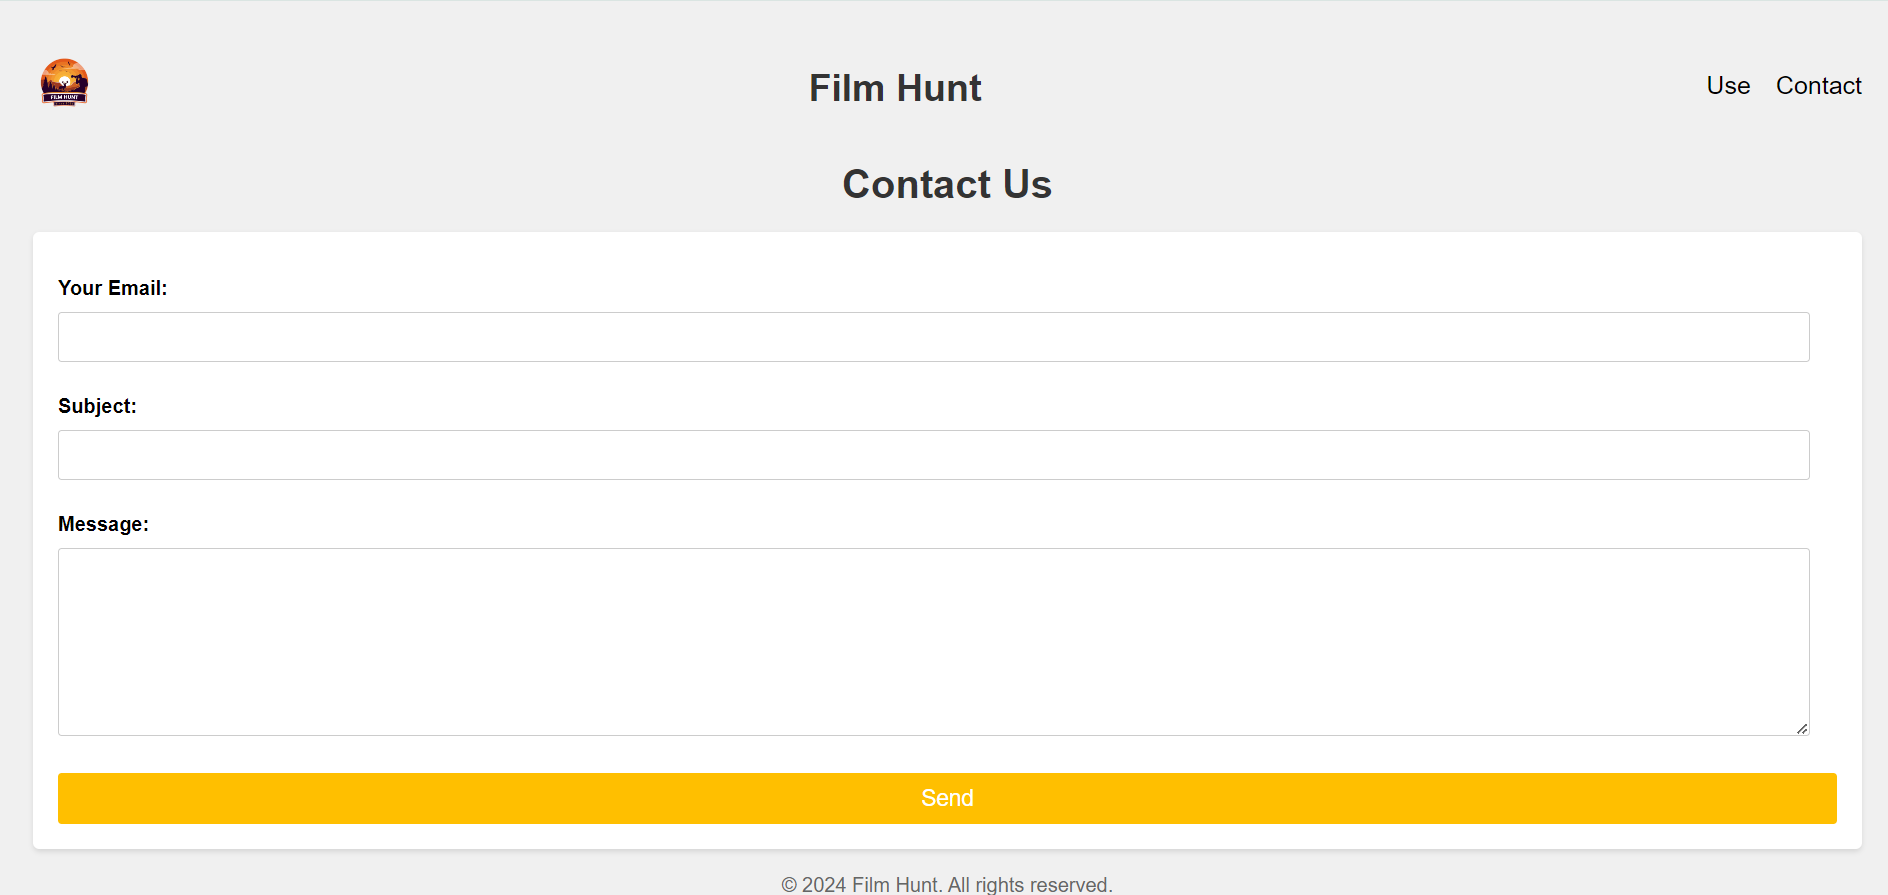 FILM HUNT
Film Hunt
Use Contact
Contact Us
Your Email:
Subject:
Message:
Send
© 2024 Film Hunt. All rights reserved.